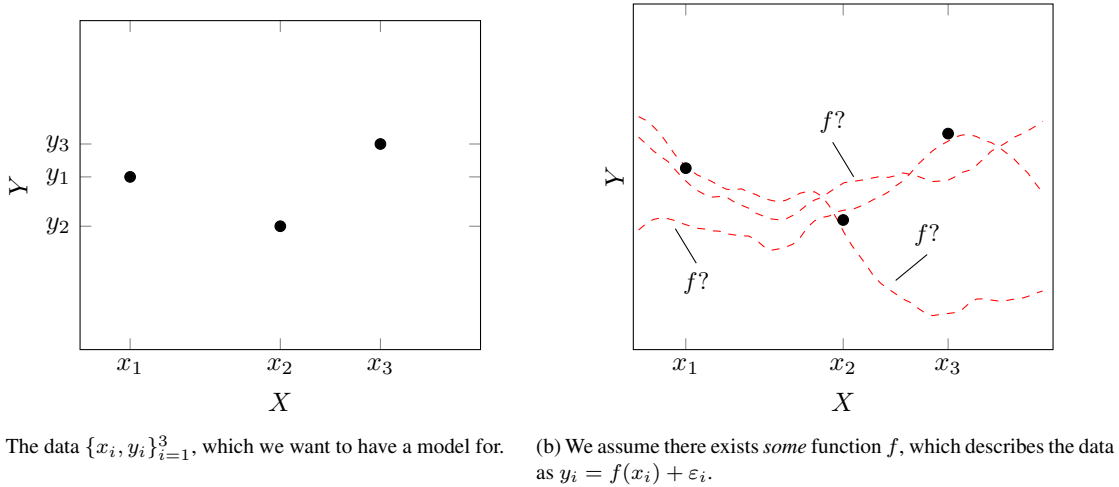 y₃
y₁
y₂
Y
x₁ x₂ x₃
X
The data {xᵢ, yᵢ}³ᵢ₌₁, which we want to have a model for.
f?
f?
f?
Y
x₁ x₂ x₃
X
(b) We assume there exists some function f, which describes the data
as yᵢ = f(xᵢ) + εᵢ.